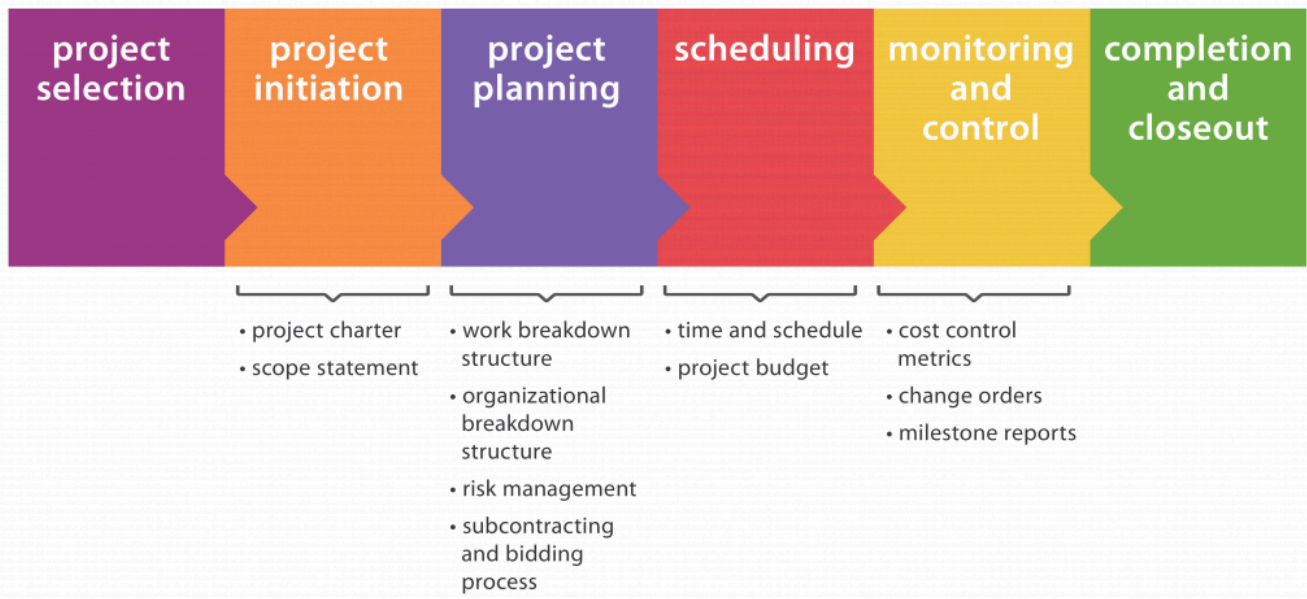 project
selection
project
initiation
project
planning
scheduling
monitoring
and
control
completion
and
closeout
• project charter
• scope statement
• work breakdown
structure
• organizational
breakdown
structure
• risk management
• subcontracting
and bidding
process
• time and schedule
• project budget
• cost control
metrics
• change orders
• milestone reports